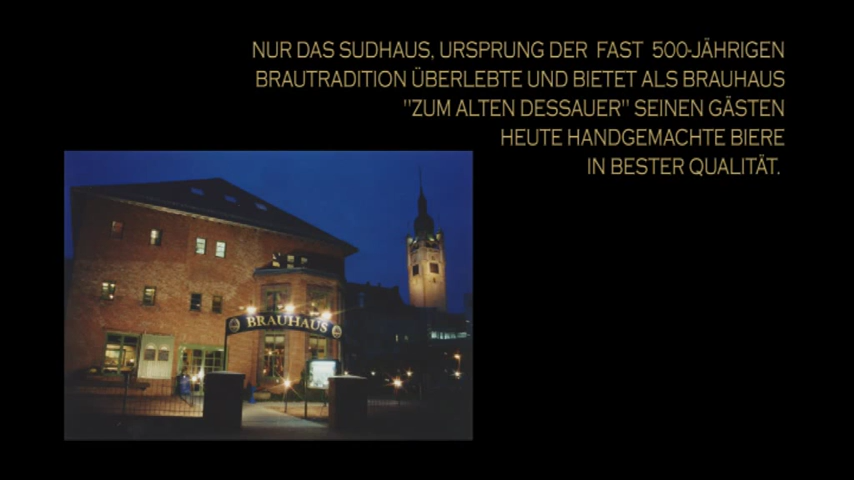 NUR DAS SUDHAUS, URSPRUNG DER FAST 500-JÄHRIGEN
BRAUTRADITION ÜBERLEBTE UND BIETET ALS BRAUHAUS
"ZUM ALTEN DESSAUER" SEINEN GÄSTEN
HEUTE HANDGEMACHTE BIERE
IN BESTER QUALITÄT.
BRAUHAUS